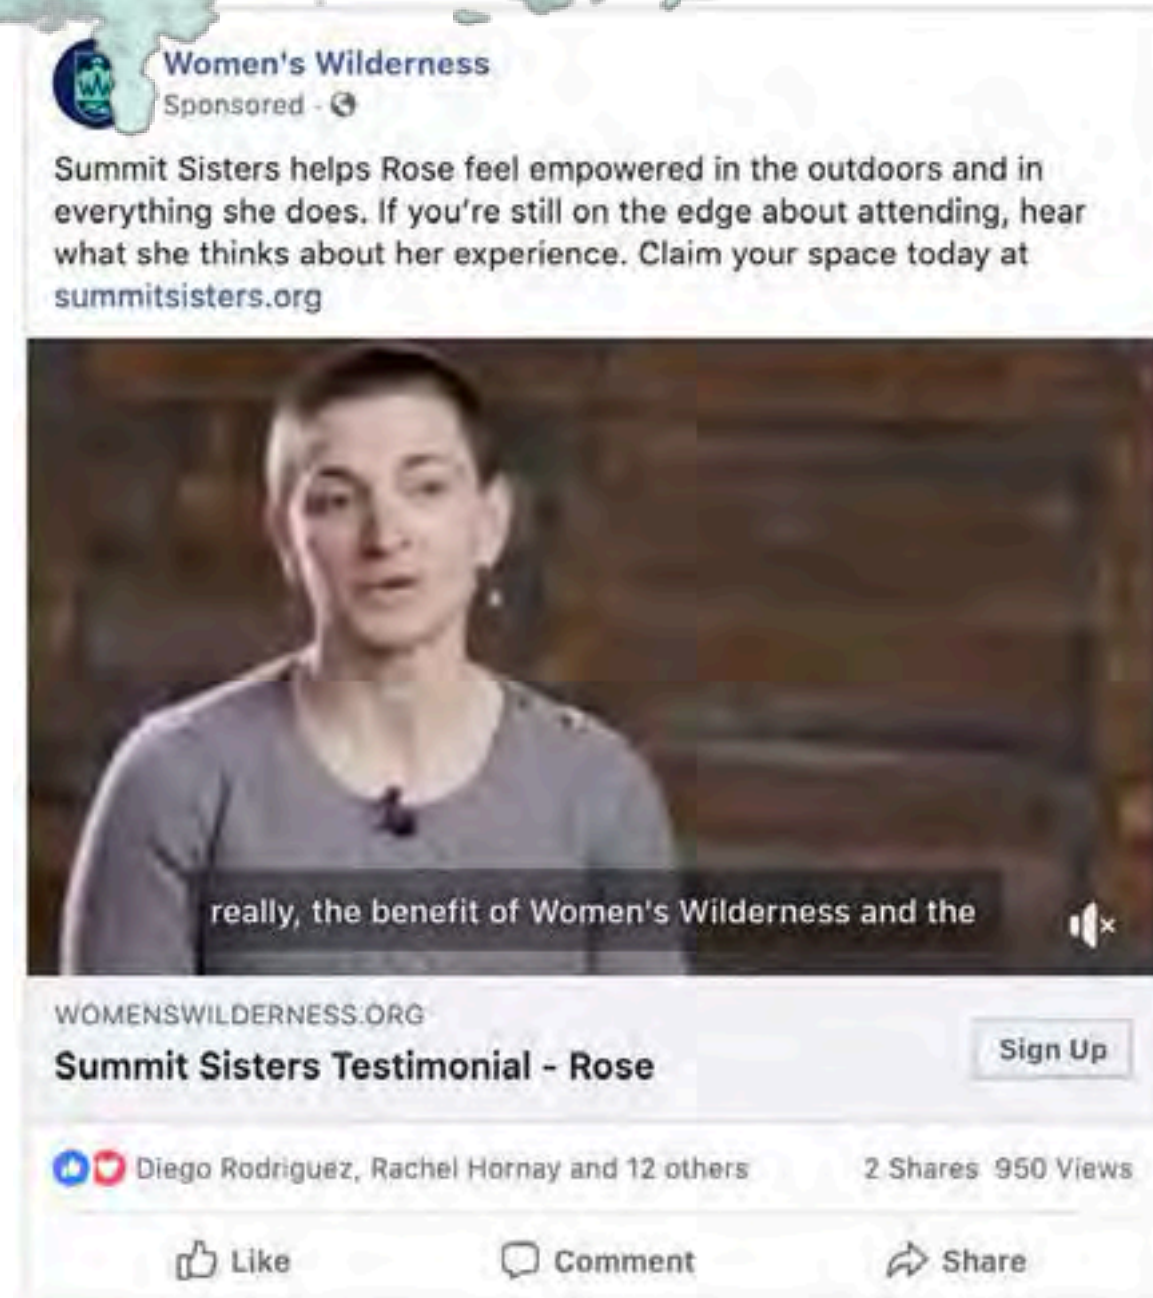 Women's Wilderness
Sponsored ·
Summit Sisters helps Rose feel empowered in the outdoors and in
everything she does. If you're still on the edge about attending, hear
what she thinks about her experience. Claim your space today at
summitsisters.org
really, the benefit of Women's Wilderness and the
WOMENSWILDERNESS.ORG
Summit Sisters Testimonial - Rose
Sign Up
Diego Rodriguez, Rachel Hornay and 12 others
2 Shares 950 Views
Like
Comment
Share